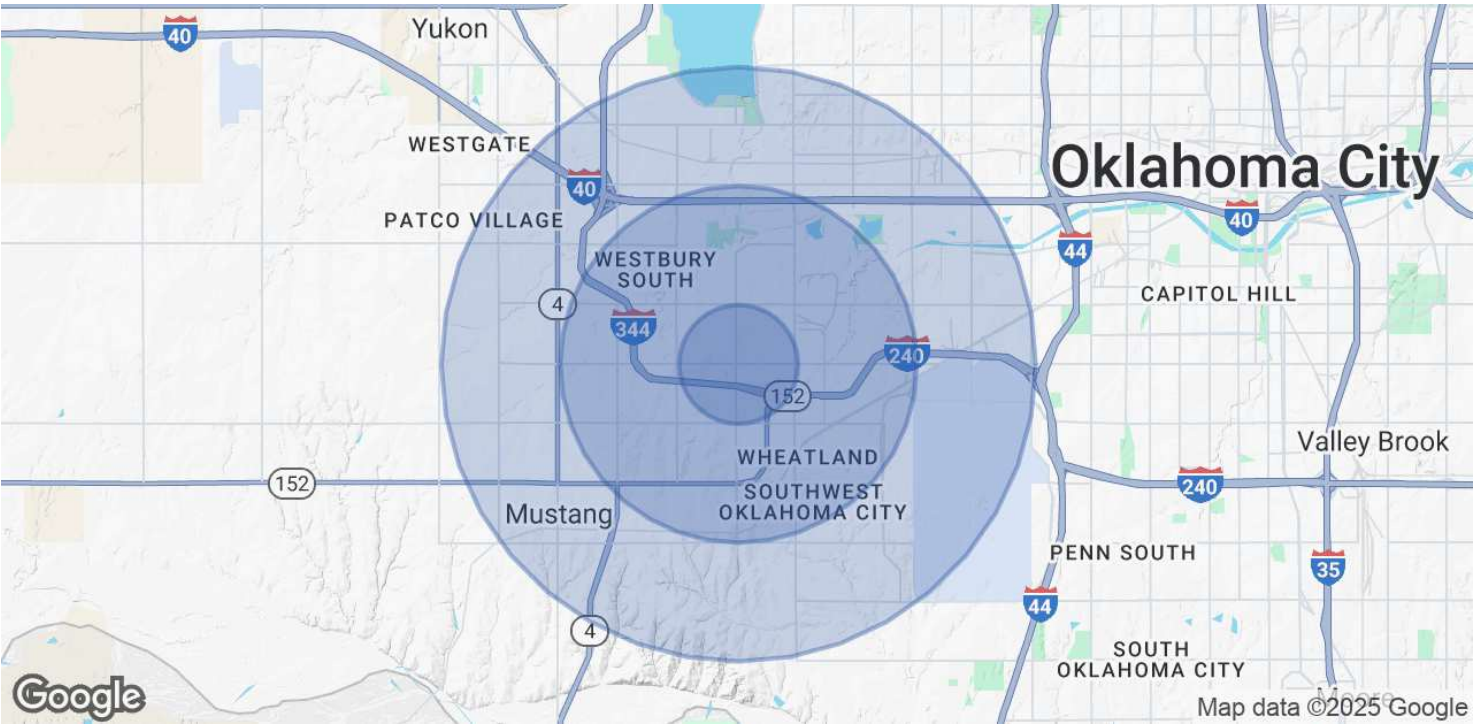 Yukon
40
WESTGATE
Oklahoma City
40
PATCO VILLAGE
40
44
WESTBURY
SOUTH
CAPITOL HILL
4
344
240
152
Valley Brook
WHEATLAND
152
SOUTHWEST
OKLAHOMA CITY
240
Mustang
PENN SOUTH
35
44
4
SOUTH
OKLAHOMA CITY
Google
Moore
Map data ©2025 Google